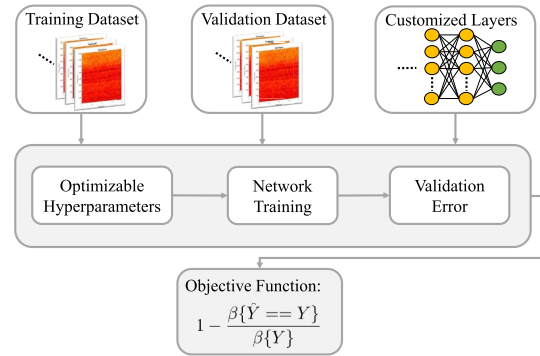 Training Dataset
Validation Dataset
Customized Layers
Optimizable
Hyperparameters
Network
Training
Validation
Error
Objective Function:
1 − β{Ŷ == Y} / β{Y}